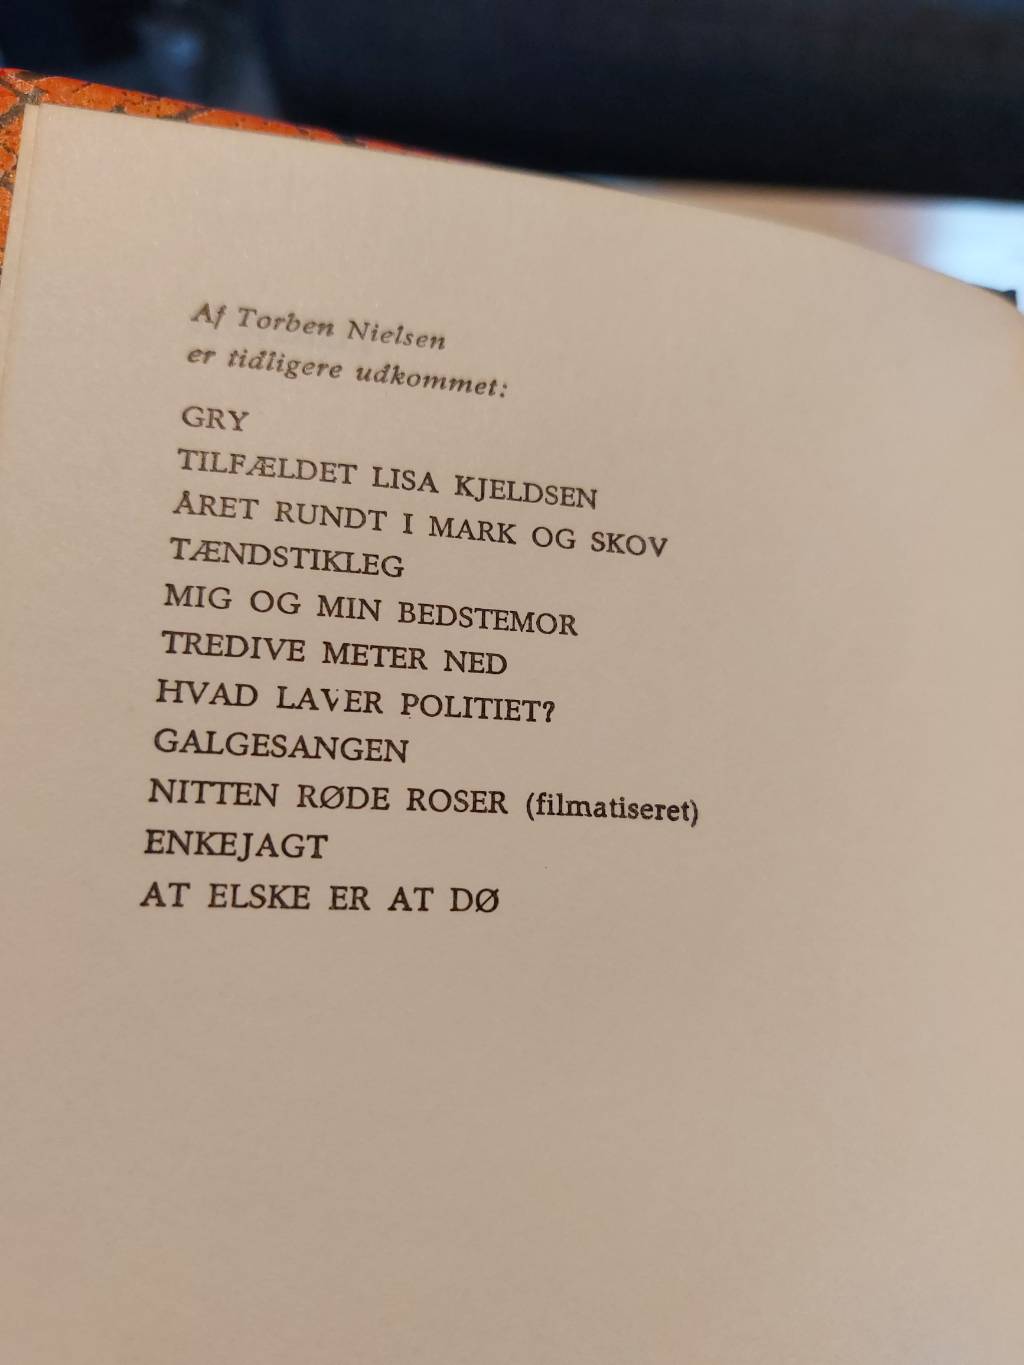 Af Torben Nielsen
er tidligere udkommet:
GRY
TILFÆLDET LISA KJELDSEN
ÅRET RUNDT I MARK OG SKOV
TÆNDSTIKLEG
MIG OG MIN BEDSTEMOR
TREDIVE METER NED
HVAD LAVER POLITIET?
GALGESANGEN
NITTEN RØDE ROSER (filmatiseret)
ENKEJAGT
AT ELSKE ER AT DØ